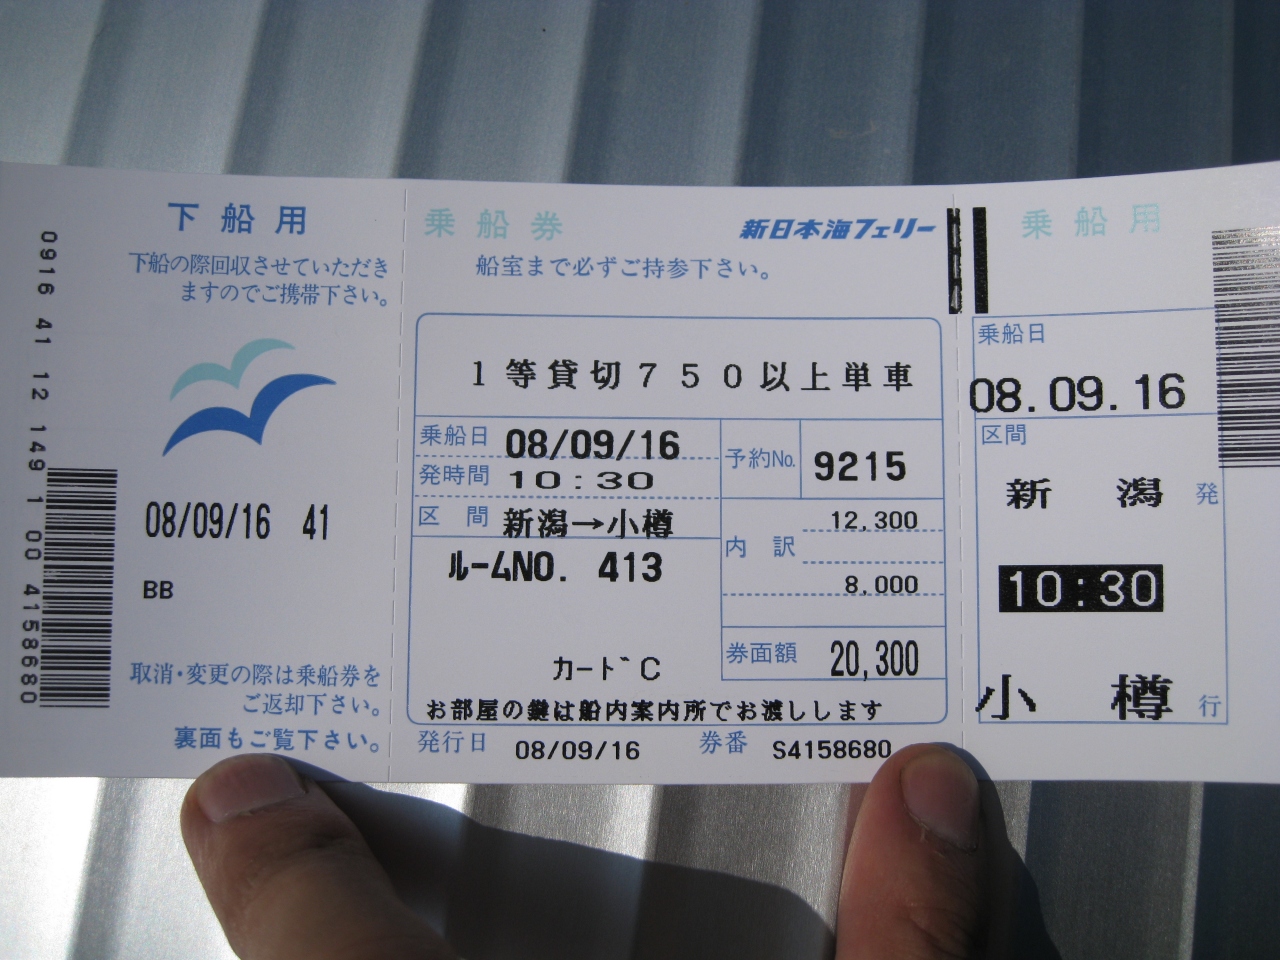 下船用
下船の際回収させていただき
ますのでご携帯下さい。
0916 41 12 149 1 00 4158680
08/09/16 41
BB
取消・変更の際は乗船券を
ご返却下さい。
裏面もご覧下さい。
乗船券
新日本海フェリー
船室まで必ずご持参下さい。
1等貸切750以上単車
乗船日 08/09/16
発時間 10:30
区間 新潟→小樽
ルームNO. 413
予約No. 9215
内訳 12,300
8,000
券面額 20,300
カードC
お部屋の鍵は船内案内所でお渡しします
発行日 08/09/16 券番 S4158680
乗船用
乗船日
08.09.16
区間
新潟 発
10:30
小樽 行